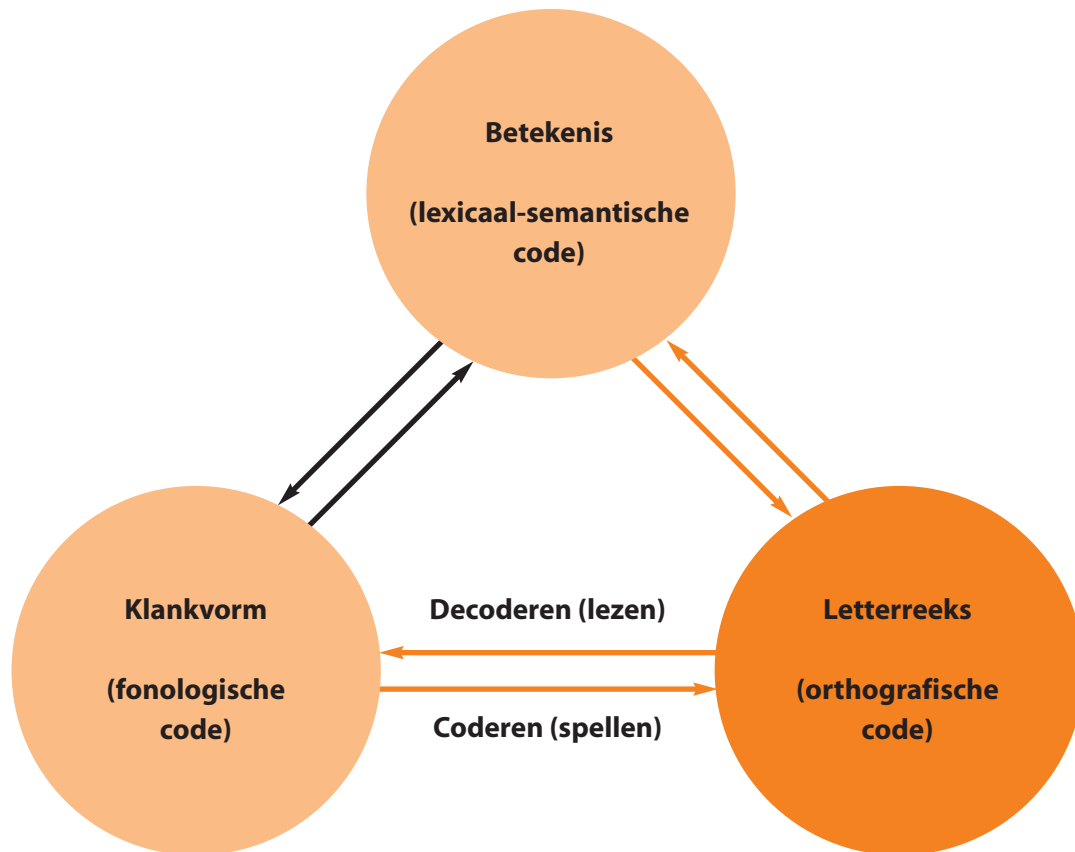 Betekenis
(lexicaal-semantische
code)
Klankvorm
(fonologische
code)
Decoderen (lezen)
Coderen (spellen)
Letterreeks
(orthografische
code)